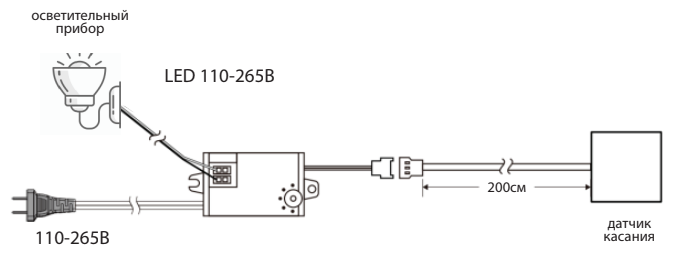 осветительный
прибор
LED 110-265В
200см
110-265В
датчик
касания